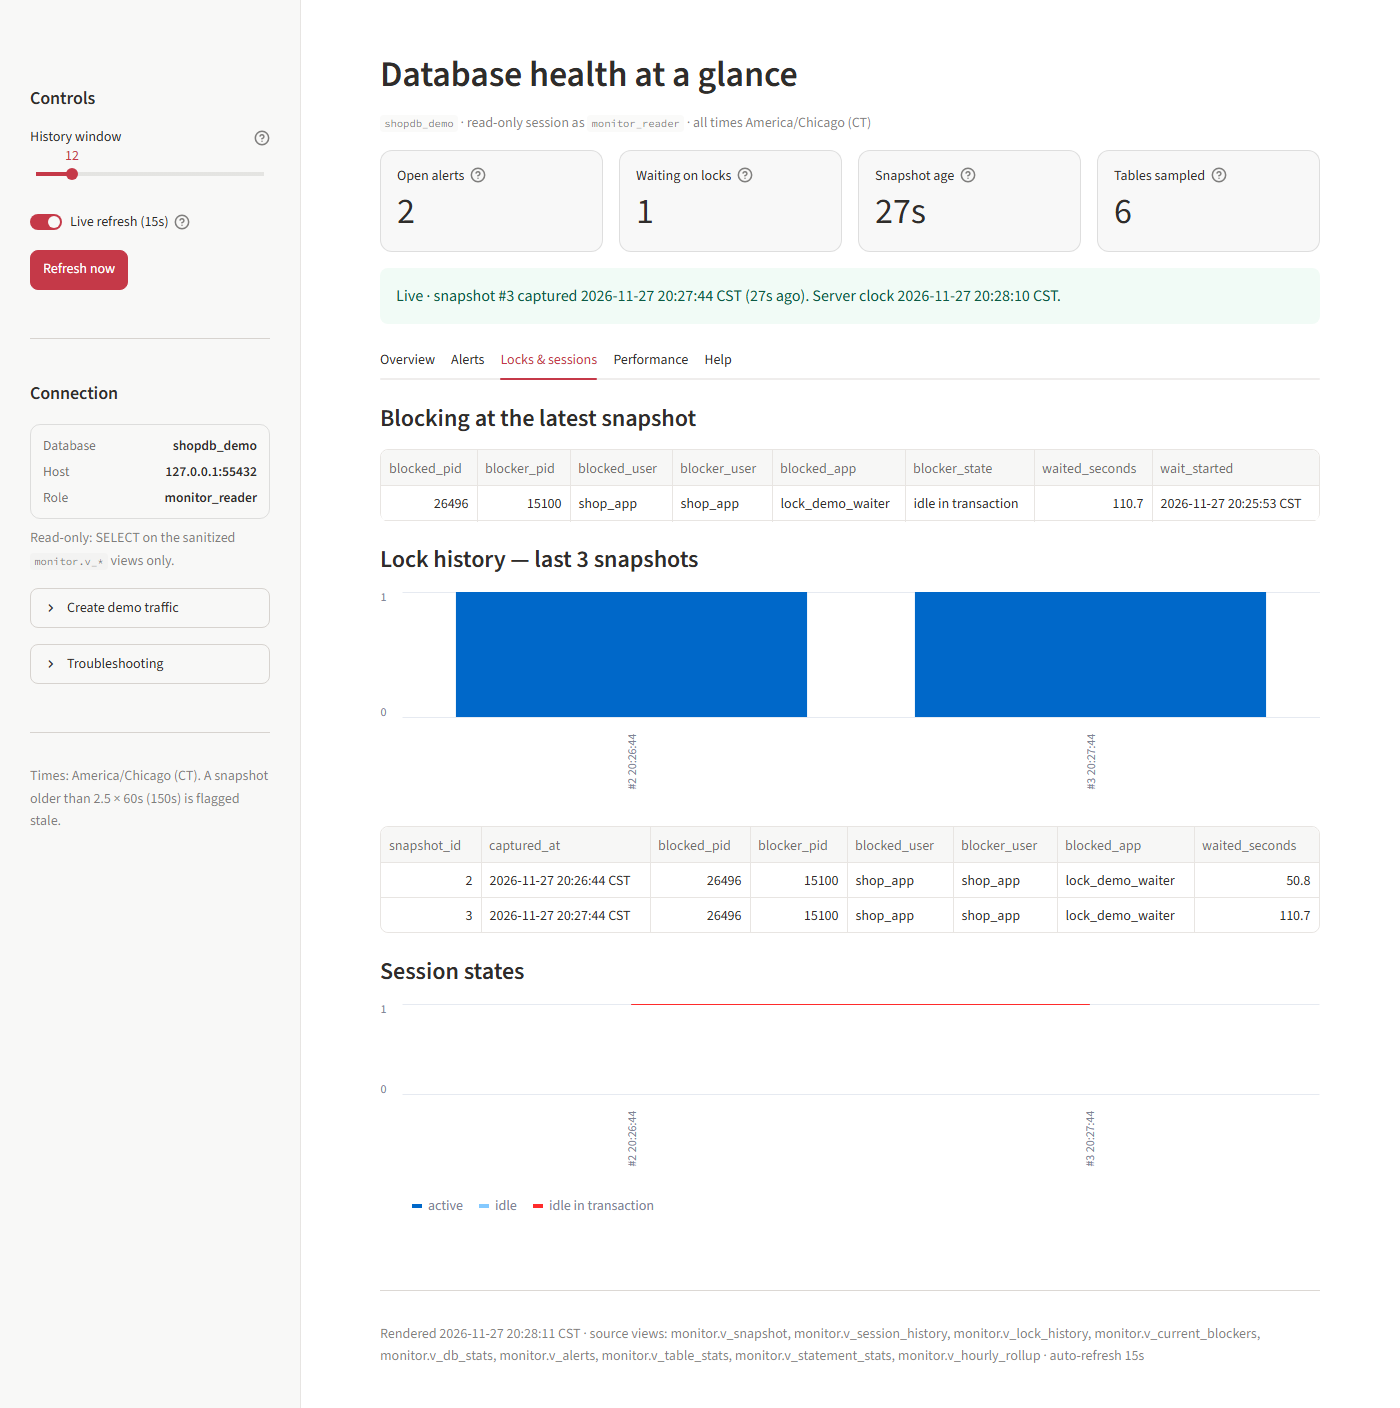 Controls
History window
12
Live refresh (15s)
Refresh now
Connection
Database shopdb_demo
Host 127.0.0.1:55432
Role monitor_reader
Read-only: SELECT on the sanitized
monitor.v_* views only.
Create demo traffic
Troubleshooting
Times: America/Chicago (CT). A snapshot
older than 2.5 × 60s (150s) is flagged
stale.
Database health at a glance
shopdb_demo · read-only session as monitor_reader · all times America/Chicago (CT)
Open alerts
2
Waiting on locks
1
Snapshot age
27s
Tables sampled
6
Live · snapshot #3 captured 2026-11-27 20:27:44 CST (27s ago). Server clock 2026-11-27 20:28:10 CST.
Overview Alerts Locks & sessions Performance Help
Blocking at the latest snapshot
blocked_pid blocker_pid blocked_user blocker_user blocked_app blocker_state waited_seconds wait_started
26496 15100 shop_app shop_app lock_demo_waiter idle in transaction 110.7 2026-11-27 20:25:53 CST
Lock history — last 3 snapshots
1
0
#2 20:26:44
#3 20:27:44
snapshot_id captured_at blocked_pid blocker_pid blocked_user blocker_user blocked_app waited_seconds
2 2026-11-27 20:26:44 CST 26496 15100 shop_app shop_app lock_demo_waiter 50.8
3 2026-11-27 20:27:44 CST 26496 15100 shop_app shop_app lock_demo_waiter 110.7
Session states
1
0
#2 20:26:44
#3 20:27:44
active idle idle in transaction
Rendered 2026-11-27 20:28:11 CST · source views: monitor.v_snapshot, monitor.v_session_history, monitor.v_lock_history, monitor.v_current_blockers,
monitor.v_db_stats, monitor.v_alerts, monitor.v_table_stats, monitor.v_statement_stats, monitor.v_hourly_rollup · auto-refresh 15s